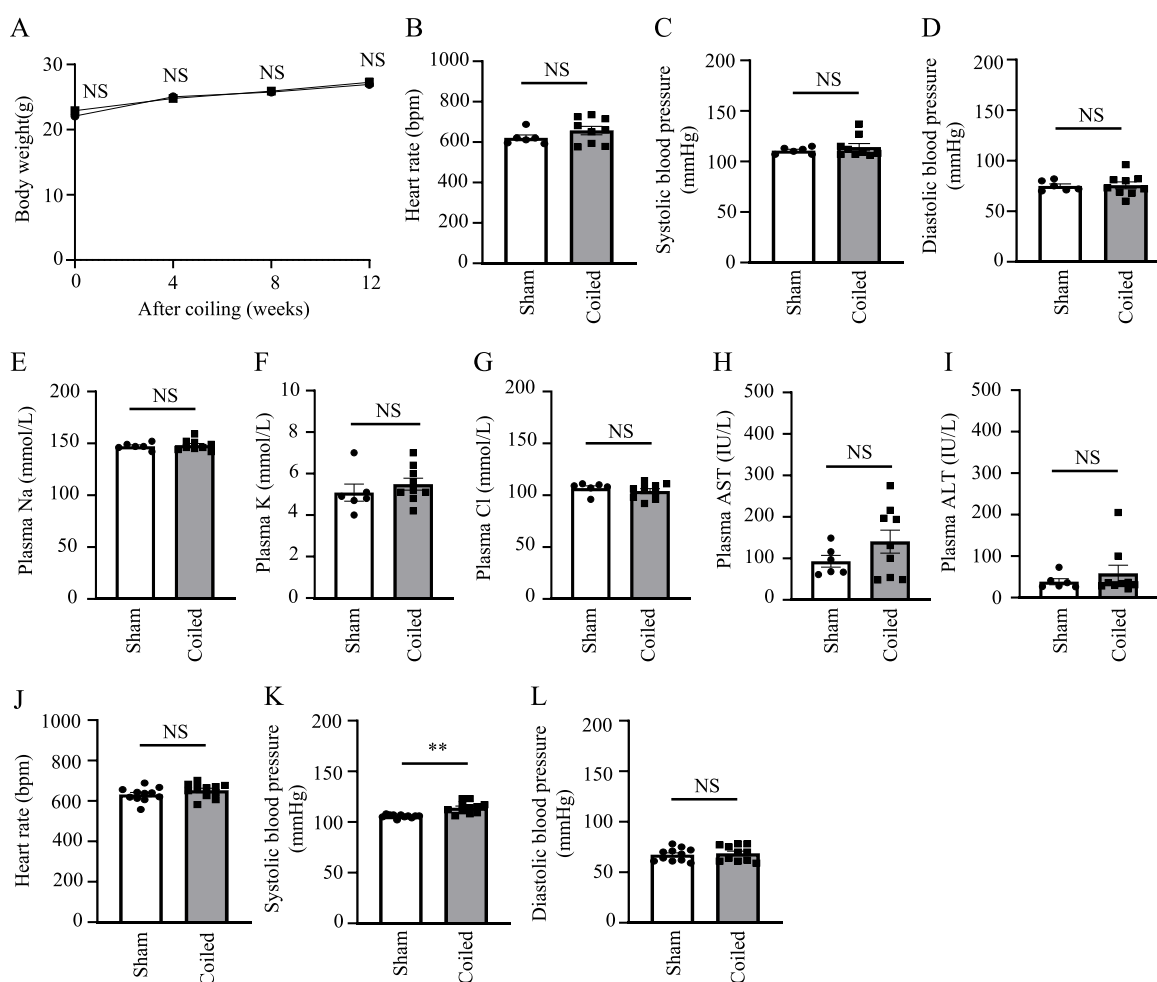 A
Body weight(g)
30
20
10
0
NS
NS
NS
NS
0
4
8
12
After coiling (weeks)
B
Heart rate (bpm)
1000
800
600
400
200
0
NS
Sham
Coiled
C
Systolic blood pressure
(mmHg)
200
150
100
50
0
NS
Sham
Coiled
D
Diastolic blood pressure
(mmHg)
200
150
100
50
0
NS
Sham
Coiled
E
Plasma Na (mmol/L)
200
150
100
50
0
NS
Sham
Coiled
F
Plasma K (mmol/L)
10
8
6
4
2
0
NS
Sham
Coiled
G
Plasma Cl (mmol/L)
200
150
100
50
0
NS
Sham
Coiled
H
Plasma AST (IU/L)
500
400
300
200
100
0
NS
Sham
Coiled
I
Plasma ALT (IU/L)
500
400
300
200
100
0
NS
Sham
Coiled
J
Heart rate (bpm)
1000
800
600
400
200
0
NS
Sham
Coiled
K
Systolic blood pressure
(mmHg)
200
150
100
50
0
**
Sham
Coiled
L
Diastolic blood pressure
(mmHg)
200
150
100
50
0
NS
Sham
Coiled